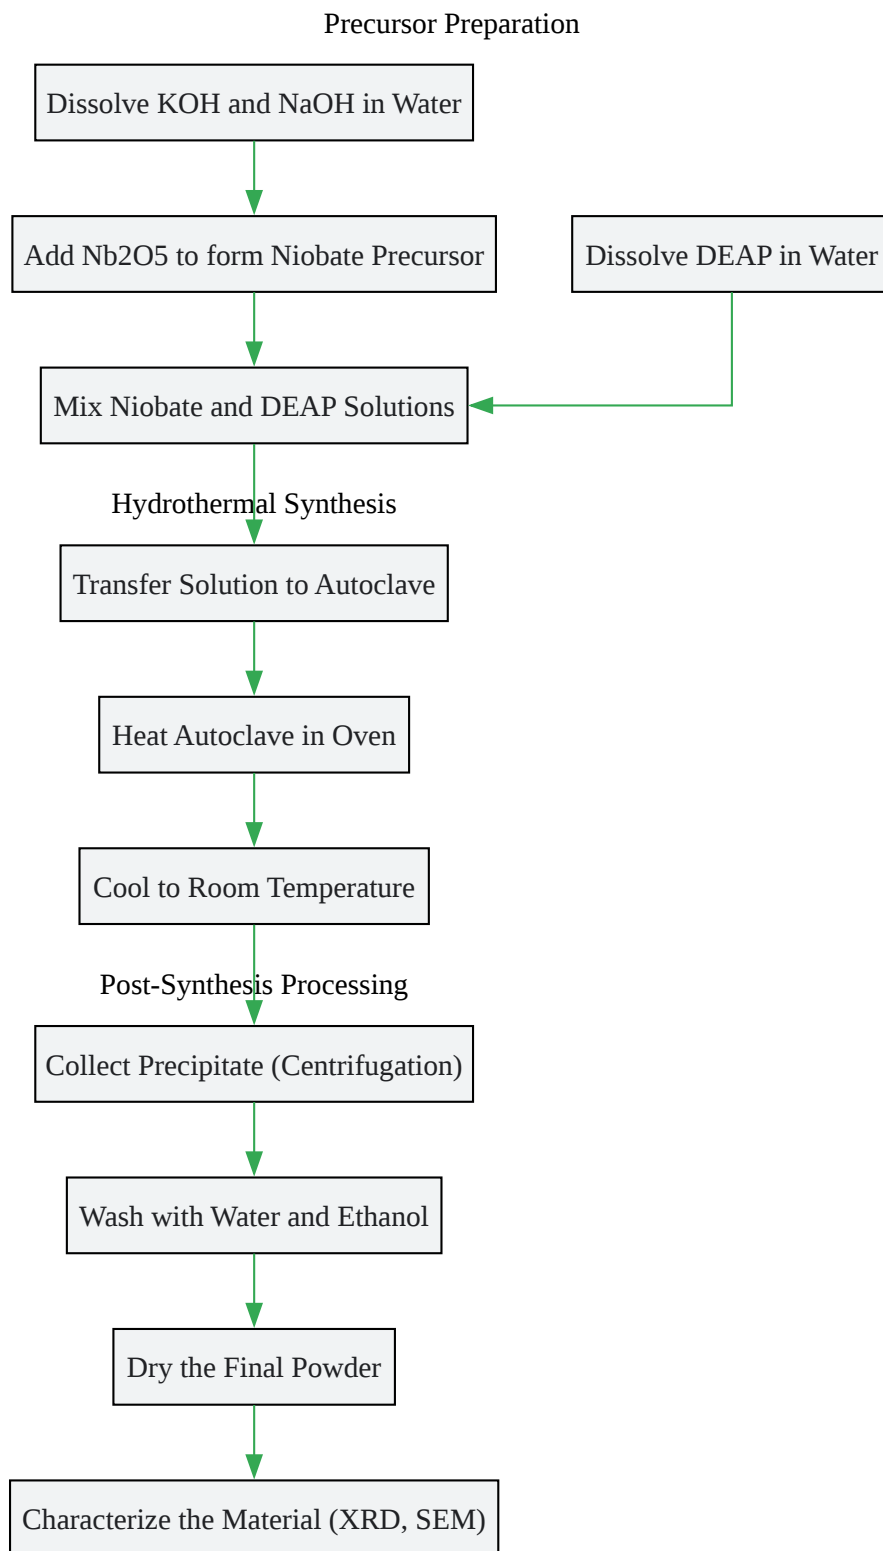 Precursor Preparation
Dissolve KOH and NaOH in Water
Add Nb2O5 to form Niobate Precursor
Dissolve DEAP in Water
Mix Niobate and DEAP Solutions
Hydrothermal Synthesis
Transfer Solution to Autoclave
Heat Autoclave in Oven
Cool to Room Temperature
Post-Synthesis Processing
Collect Precipitate (Centrifugation)
Wash with Water and Ethanol
Dry the Final Powder
Characterize the Material (XRD, SEM)